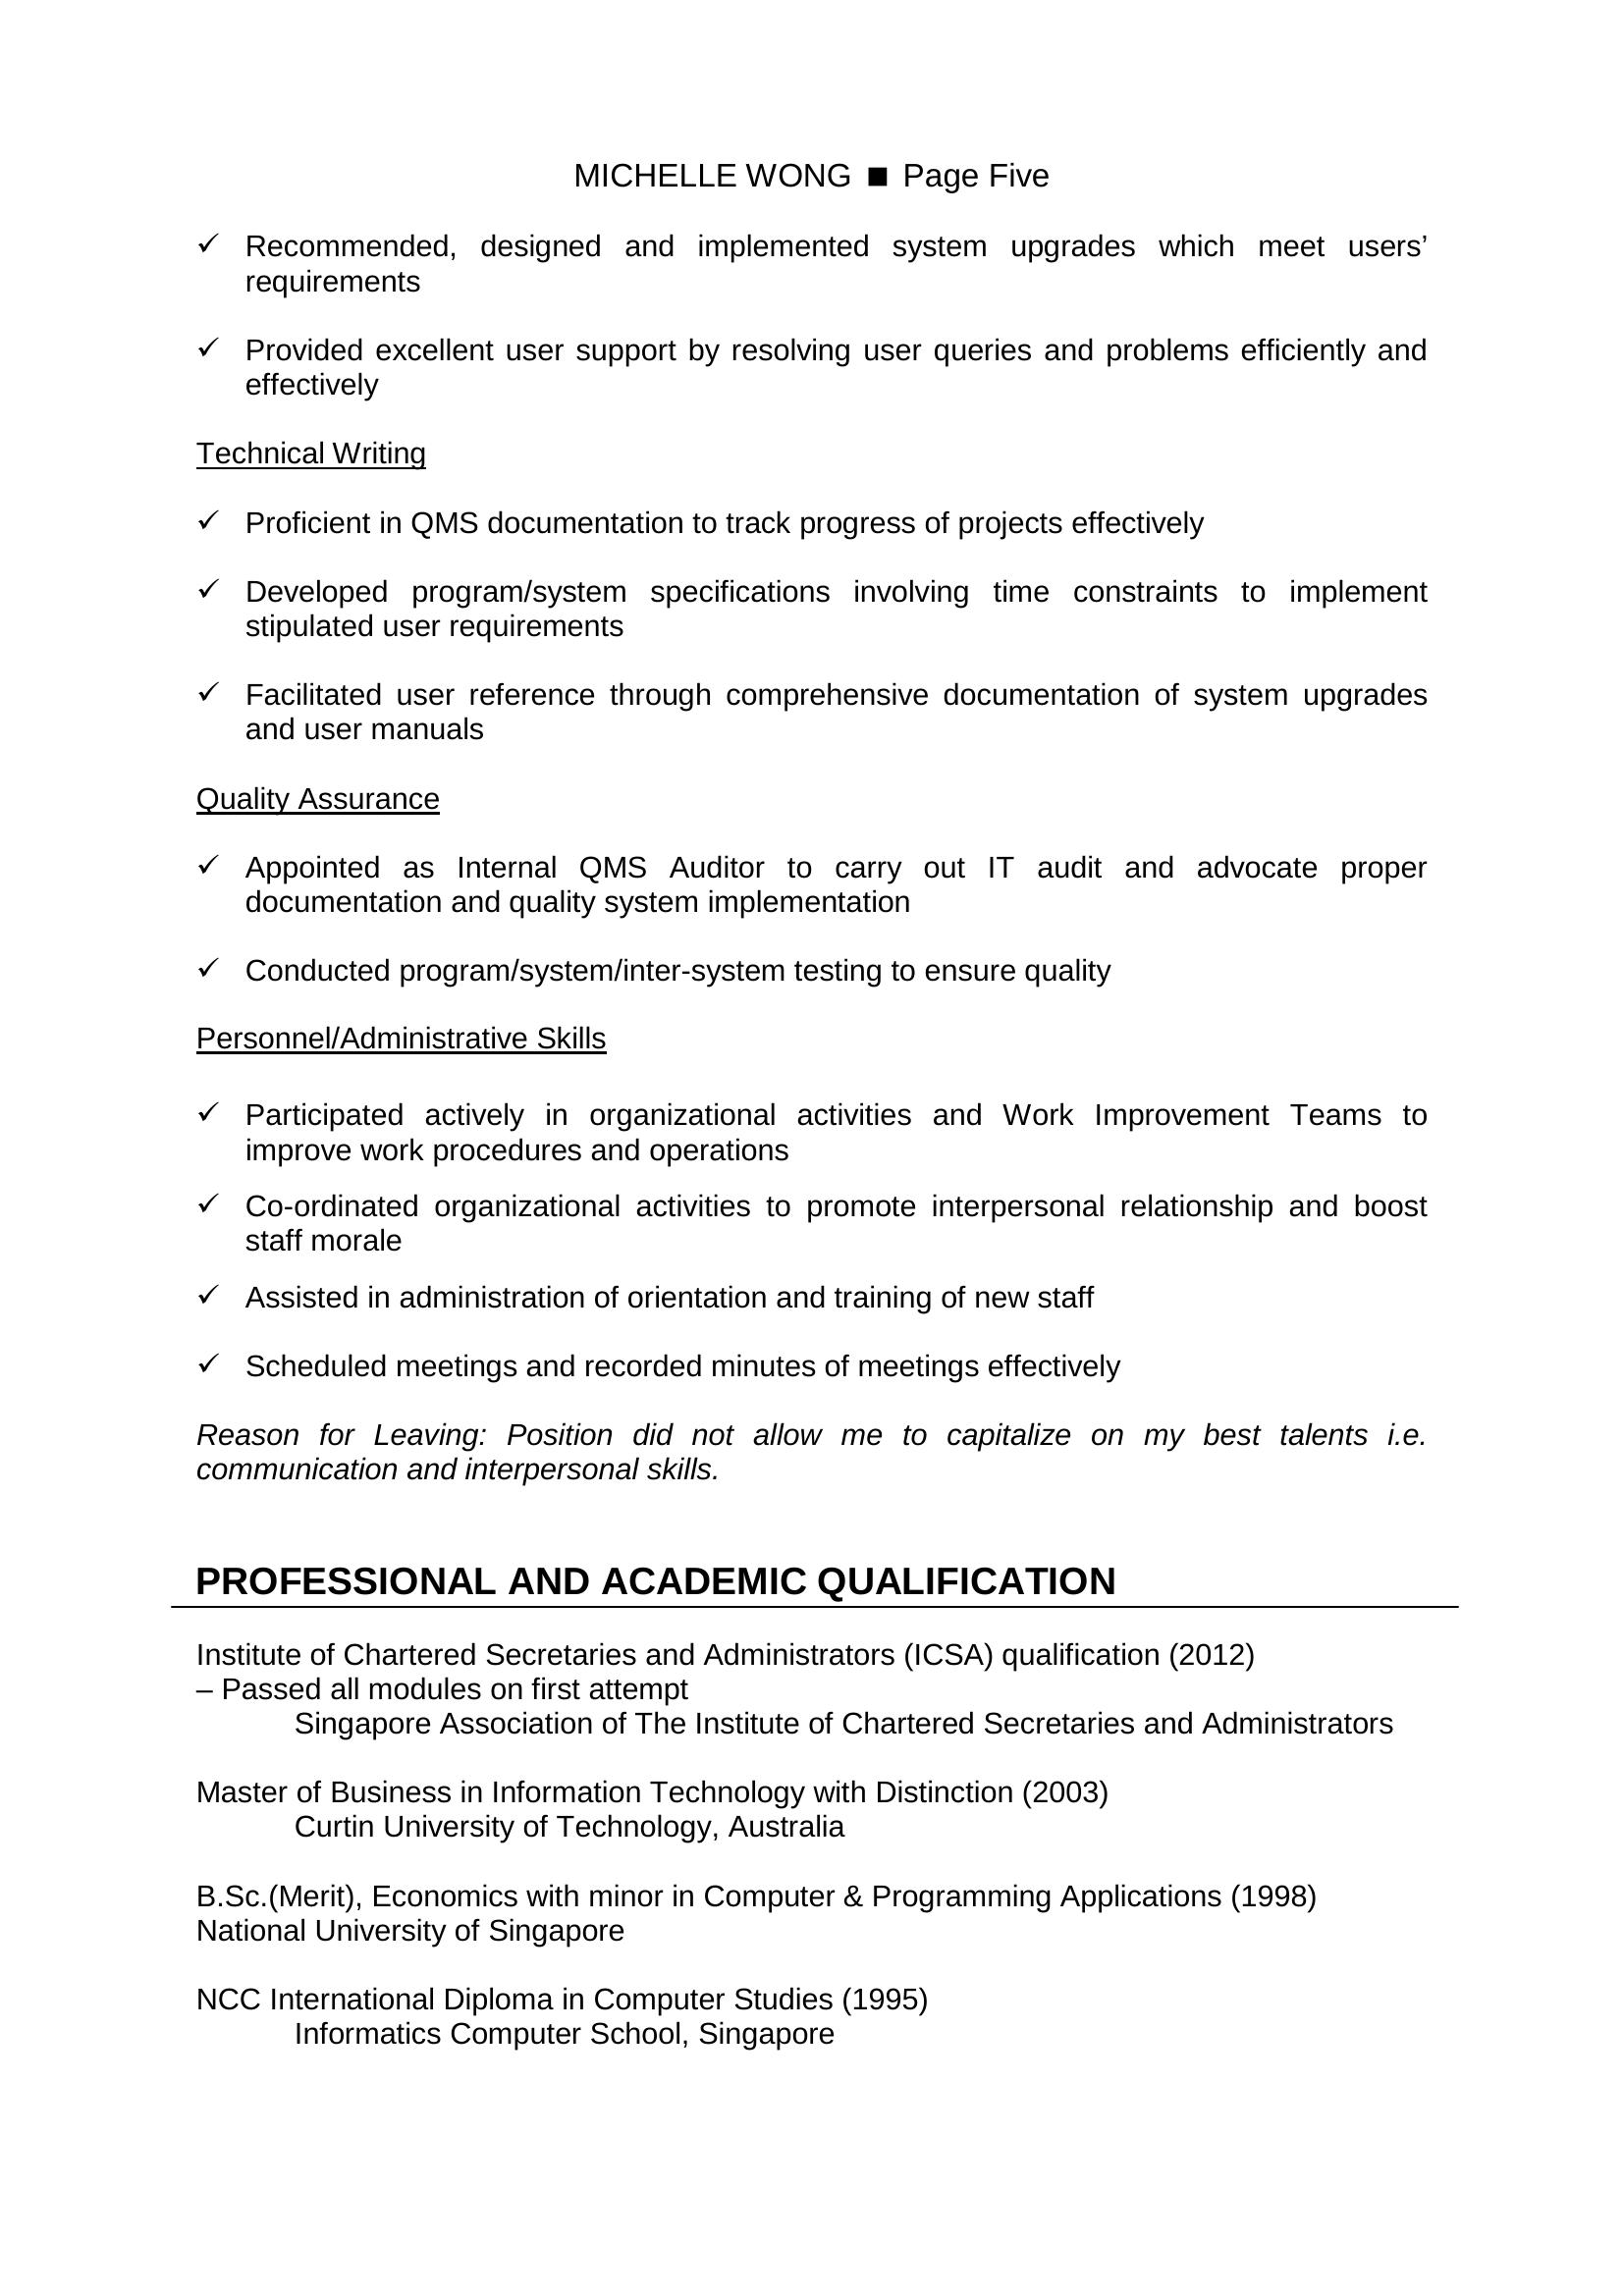 MICHELLE WONG ■ Page Five
✓ Recommended, designed and implemented system upgrades which meet users’
requirements
✓ Provided excellent user support by resolving user queries and problems efficiently and
effectively
Technical Writing
✓ Proficient in QMS documentation to track progress of projects effectively
✓ Developed program/system specifications involving time constraints to implement
stipulated user requirements
✓ Facilitated user reference through comprehensive documentation of system upgrades
and user manuals
Quality Assurance
✓ Appointed as Internal QMS Auditor to carry out IT audit and advocate proper
documentation and quality system implementation
✓ Conducted program/system/inter-system testing to ensure quality
Personnel/Administrative Skills
✓ Participated actively in organizational activities and Work Improvement Teams to
improve work procedures and operations
✓ Co-ordinated organizational activities to promote interpersonal relationship and boost
staff morale
✓ Assisted in administration of orientation and training of new staff
✓ Scheduled meetings and recorded minutes of meetings effectively
Reason for Leaving: Position did not allow me to capitalize on my best talents i.e.
communication and interpersonal skills.
PROFESSIONAL AND ACADEMIC QUALIFICATION
Institute of Chartered Secretaries and Administrators (ICSA) qualification (2012)
– Passed all modules on first attempt
Singapore Association of The Institute of Chartered Secretaries and Administrators
Master of Business in Information Technology with Distinction (2003)
Curtin University of Technology, Australia
B.Sc.(Merit), Economics with minor in Computer & Programming Applications (1998)
National University of Singapore
NCC International Diploma in Computer Studies (1995)
Informatics Computer School, Singapore